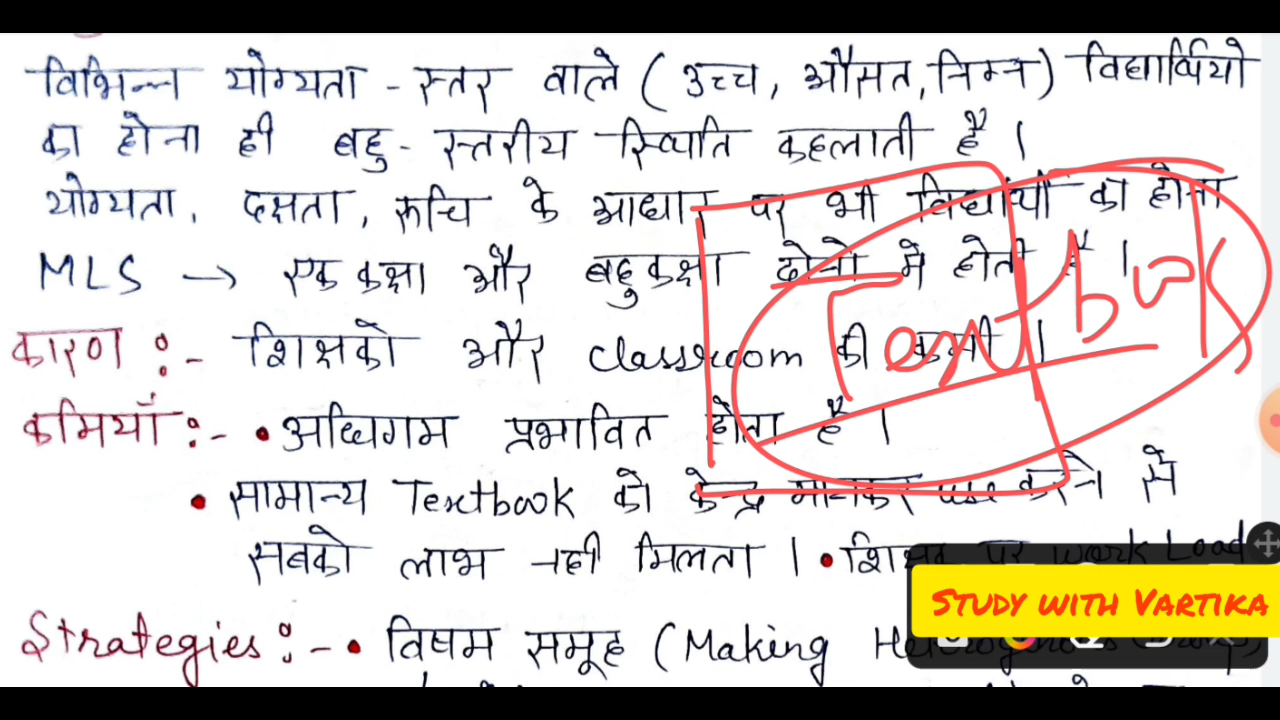 विभिन्न योग्यता - स्तर वाले (उच्च, औसत, निम्न) विद्यार्थियो
का होना ही बहु - स्तरीय स्थिति कहलाती है ।
योग्यता, दक्षता, रूचि के आधार पर भी विद्यार्थी का होना
MLS → एक कक्षा और बहुकक्षा दोनो मे होती है ।
कारण :- शिक्षको और classroom की कमी ।
कमियाँ :- • अधिगम प्रभावित होता है ।
• सामान्य Textbook को केन्द्र मानकर use करने से
सबको लाभ नही मिलता । • शिक्षक पर work Load
Strategies :- • विषम समूह (Making
Textbook
STUDY WITH VARTIKA